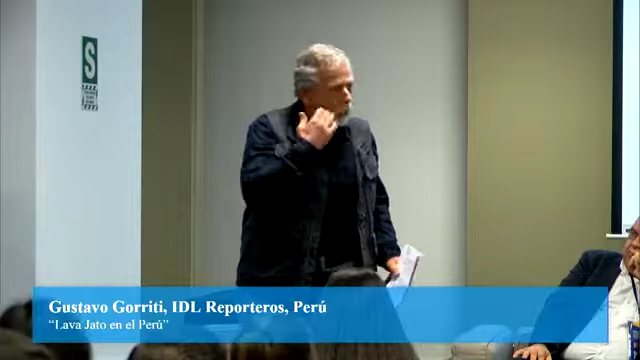 S
Gustavo Gorriti, IDL Reporteros, Perú
“Lava Jato en el Perú”